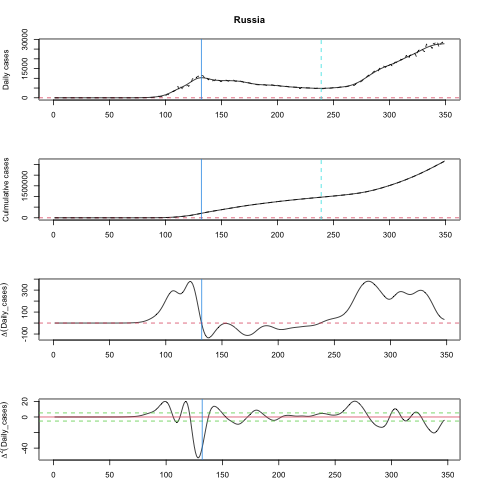 Russia
Daily cases
0 15000 30000
0 50 100 150 200 250 300 350
Culmulative cases
0 1500000
0 50 100 150 200 250 300 350
Δ(Daily_cases)
-100 100 300
0 50 100 150 200 250 300 350
Δ²(Daily_cases)
-40 0 20
0 50 100 150 200 250 300 350